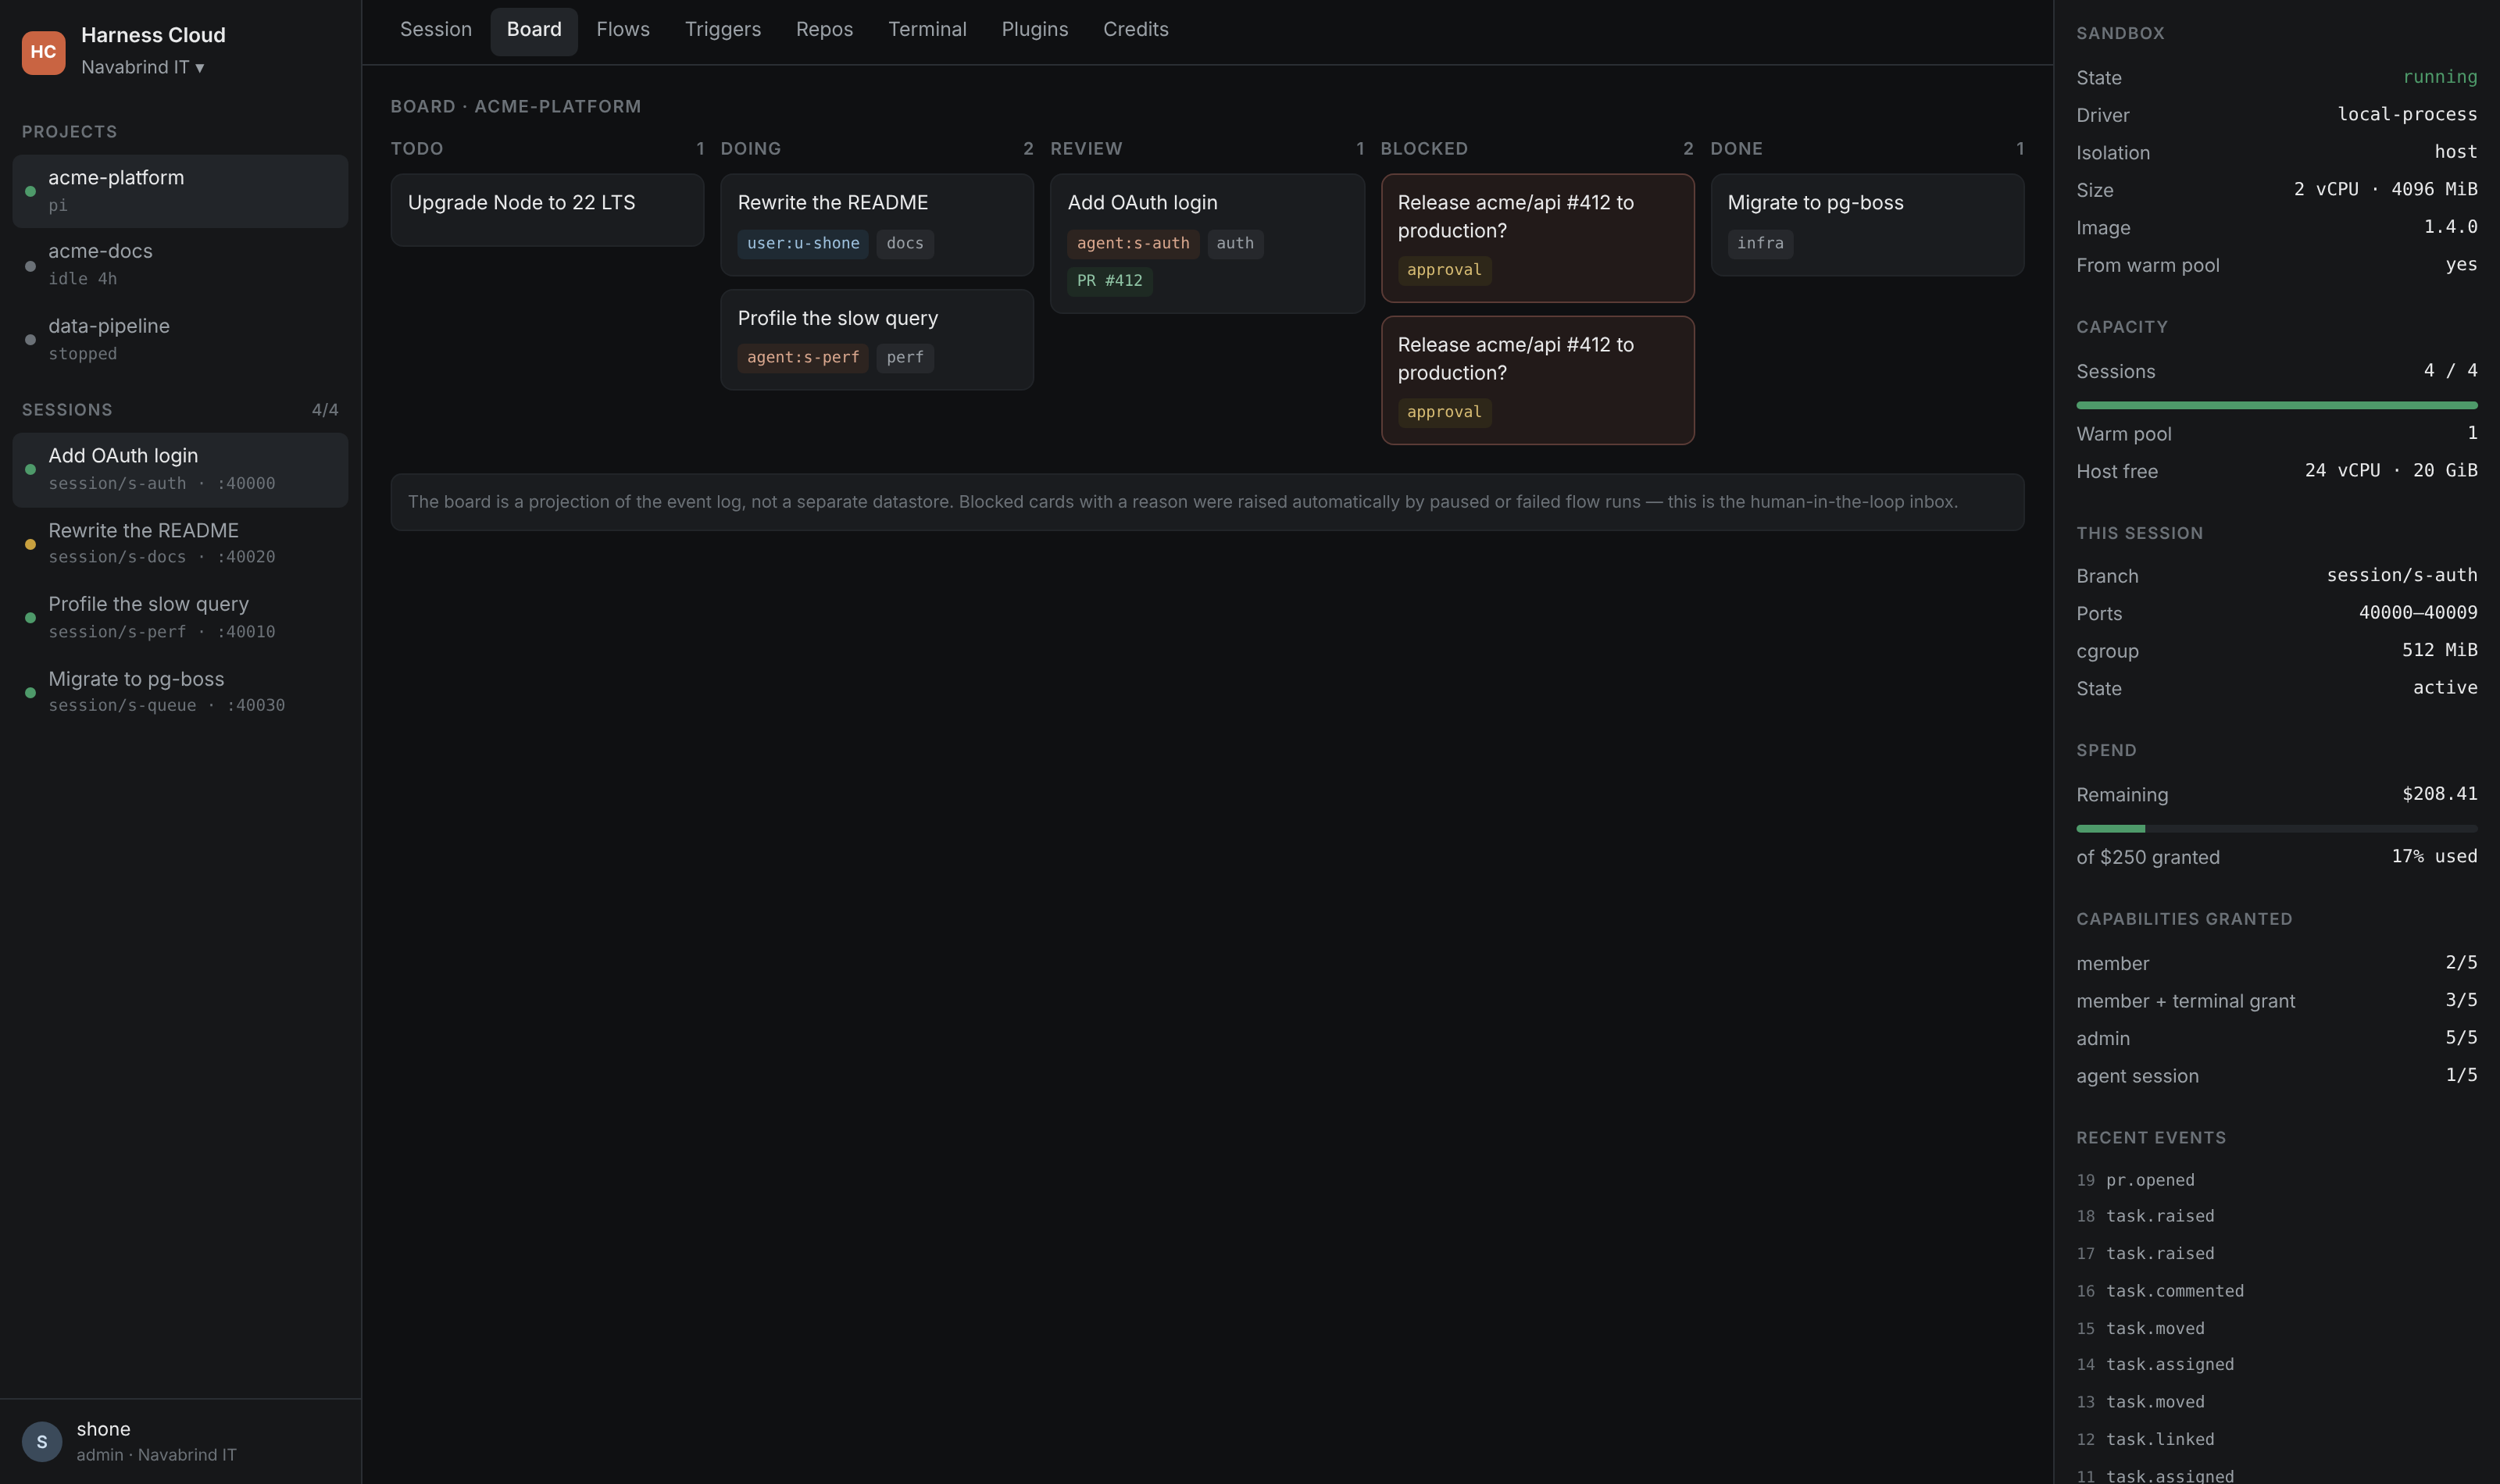 HC
Harness Cloud
Navabrind IT ▾
PROJECTS
acme-platform
pi
acme-docs
idle 4h
data-pipeline
stopped
SESSIONS 4/4
Add OAuth login
session/s-auth · :40000
Rewrite the README
session/s-docs · :40020
Profile the slow query
session/s-perf · :40010
Migrate to pg-boss
session/s-queue · :40030
S
shone
admin · Navabrind IT
Session Board Flows Triggers Repos Terminal Plugins Credits
BOARD · ACME-PLATFORM
TODO 1
Upgrade Node to 22 LTS
DOING 2
Rewrite the README
user:u-shone docs
Profile the slow query
agent:s-perf perf
REVIEW 1
Add OAuth login
agent:s-auth auth
PR #412
BLOCKED 2
Release acme/api #412 to
production?
approval
Release acme/api #412 to
production?
approval
DONE 1
Migrate to pg-boss
infra
The board is a projection of the event log, not a separate datastore. Blocked cards with a reason were raised automatically by paused or failed flow runs — this is the human-in-the-loop inbox.
SANDBOX
State running
Driver local-process
Isolation host
Size 2 vCPU · 4096 MiB
Image 1.4.0
From warm pool yes
CAPACITY
Sessions 4 / 4
Warm pool 1
Host free 24 vCPU · 20 GiB
THIS SESSION
Branch session/s-auth
Ports 40000–40009
cgroup 512 MiB
State active
SPEND
Remaining $208.41
of $250 granted 17% used
CAPABILITIES GRANTED
member 2/5
member + terminal grant 3/5
admin 5/5
agent session 1/5
RECENT EVENTS
19 pr.opened
18 task.raised
17 task.raised
16 task.commented
15 task.moved
14 task.assigned
13 task.moved
12 task.linked
11 task.assigned